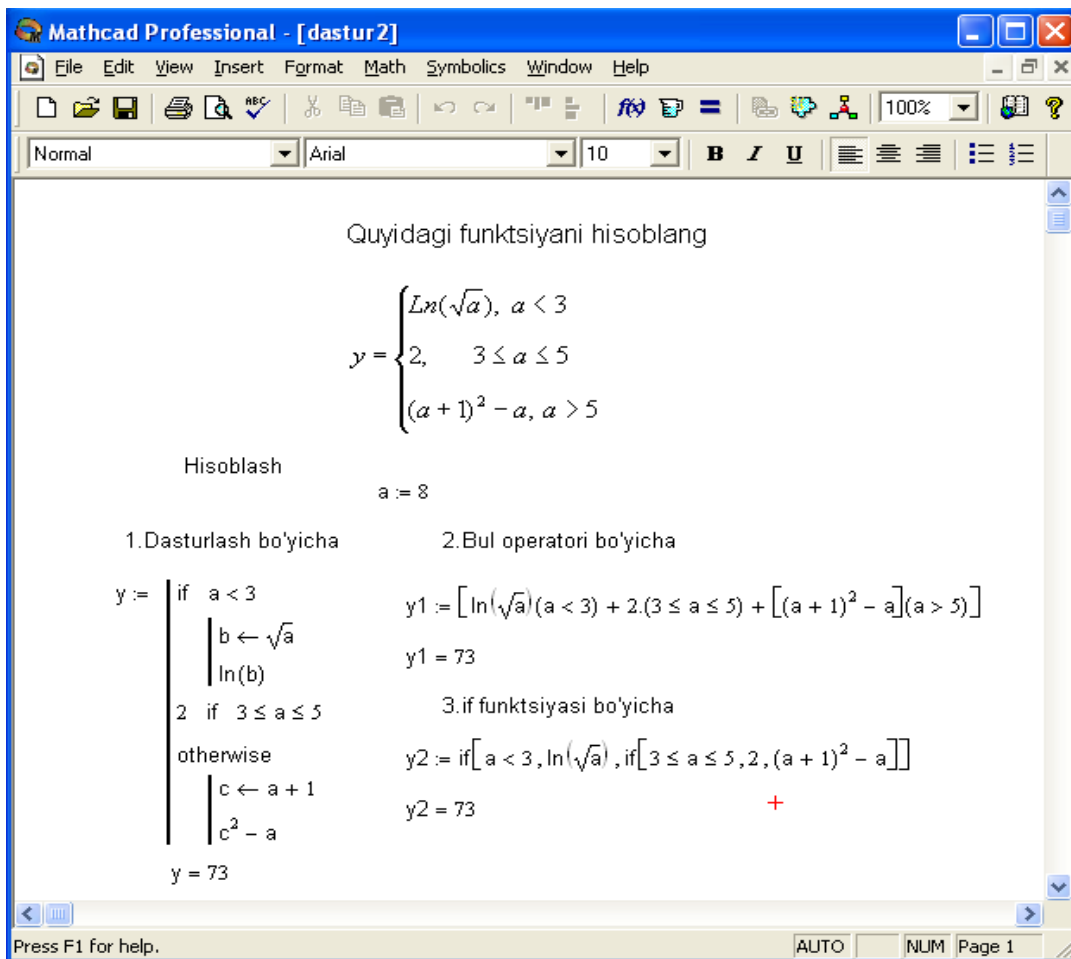 Mathcad Professional - [dastur2]
File Edit View Insert Format Math Symbolics Window Help
ABC f(x) = 100% ?
Normal Arial 10 B I U
Quyidagi funktsiyani hisoblang
y = { Ln(√a), a < 3
2, 3 ≤ a ≤ 5
(a + 1)² − a, a > 5
Hisoblash
a := 8
1.Dasturlash bo'yicha
y := if a < 3
b ← √a
ln(b)
2 if 3 ≤ a ≤ 5
otherwise
c ← a + 1
c² − a
y = 73
2.Bul operatori bo'yicha
y1 := [ln(√a)(a < 3) + 2.(3 ≤ a ≤ 5) + [(a + 1)² − a](a > 5)]
y1 = 73
3.if funktsiyasi bo'yicha
y2 := if[a < 3, ln(√a), if[3 ≤ a ≤ 5, 2, (a + 1)² − a]]
y2 = 73
Press F1 for help. AUTO NUM Page 1